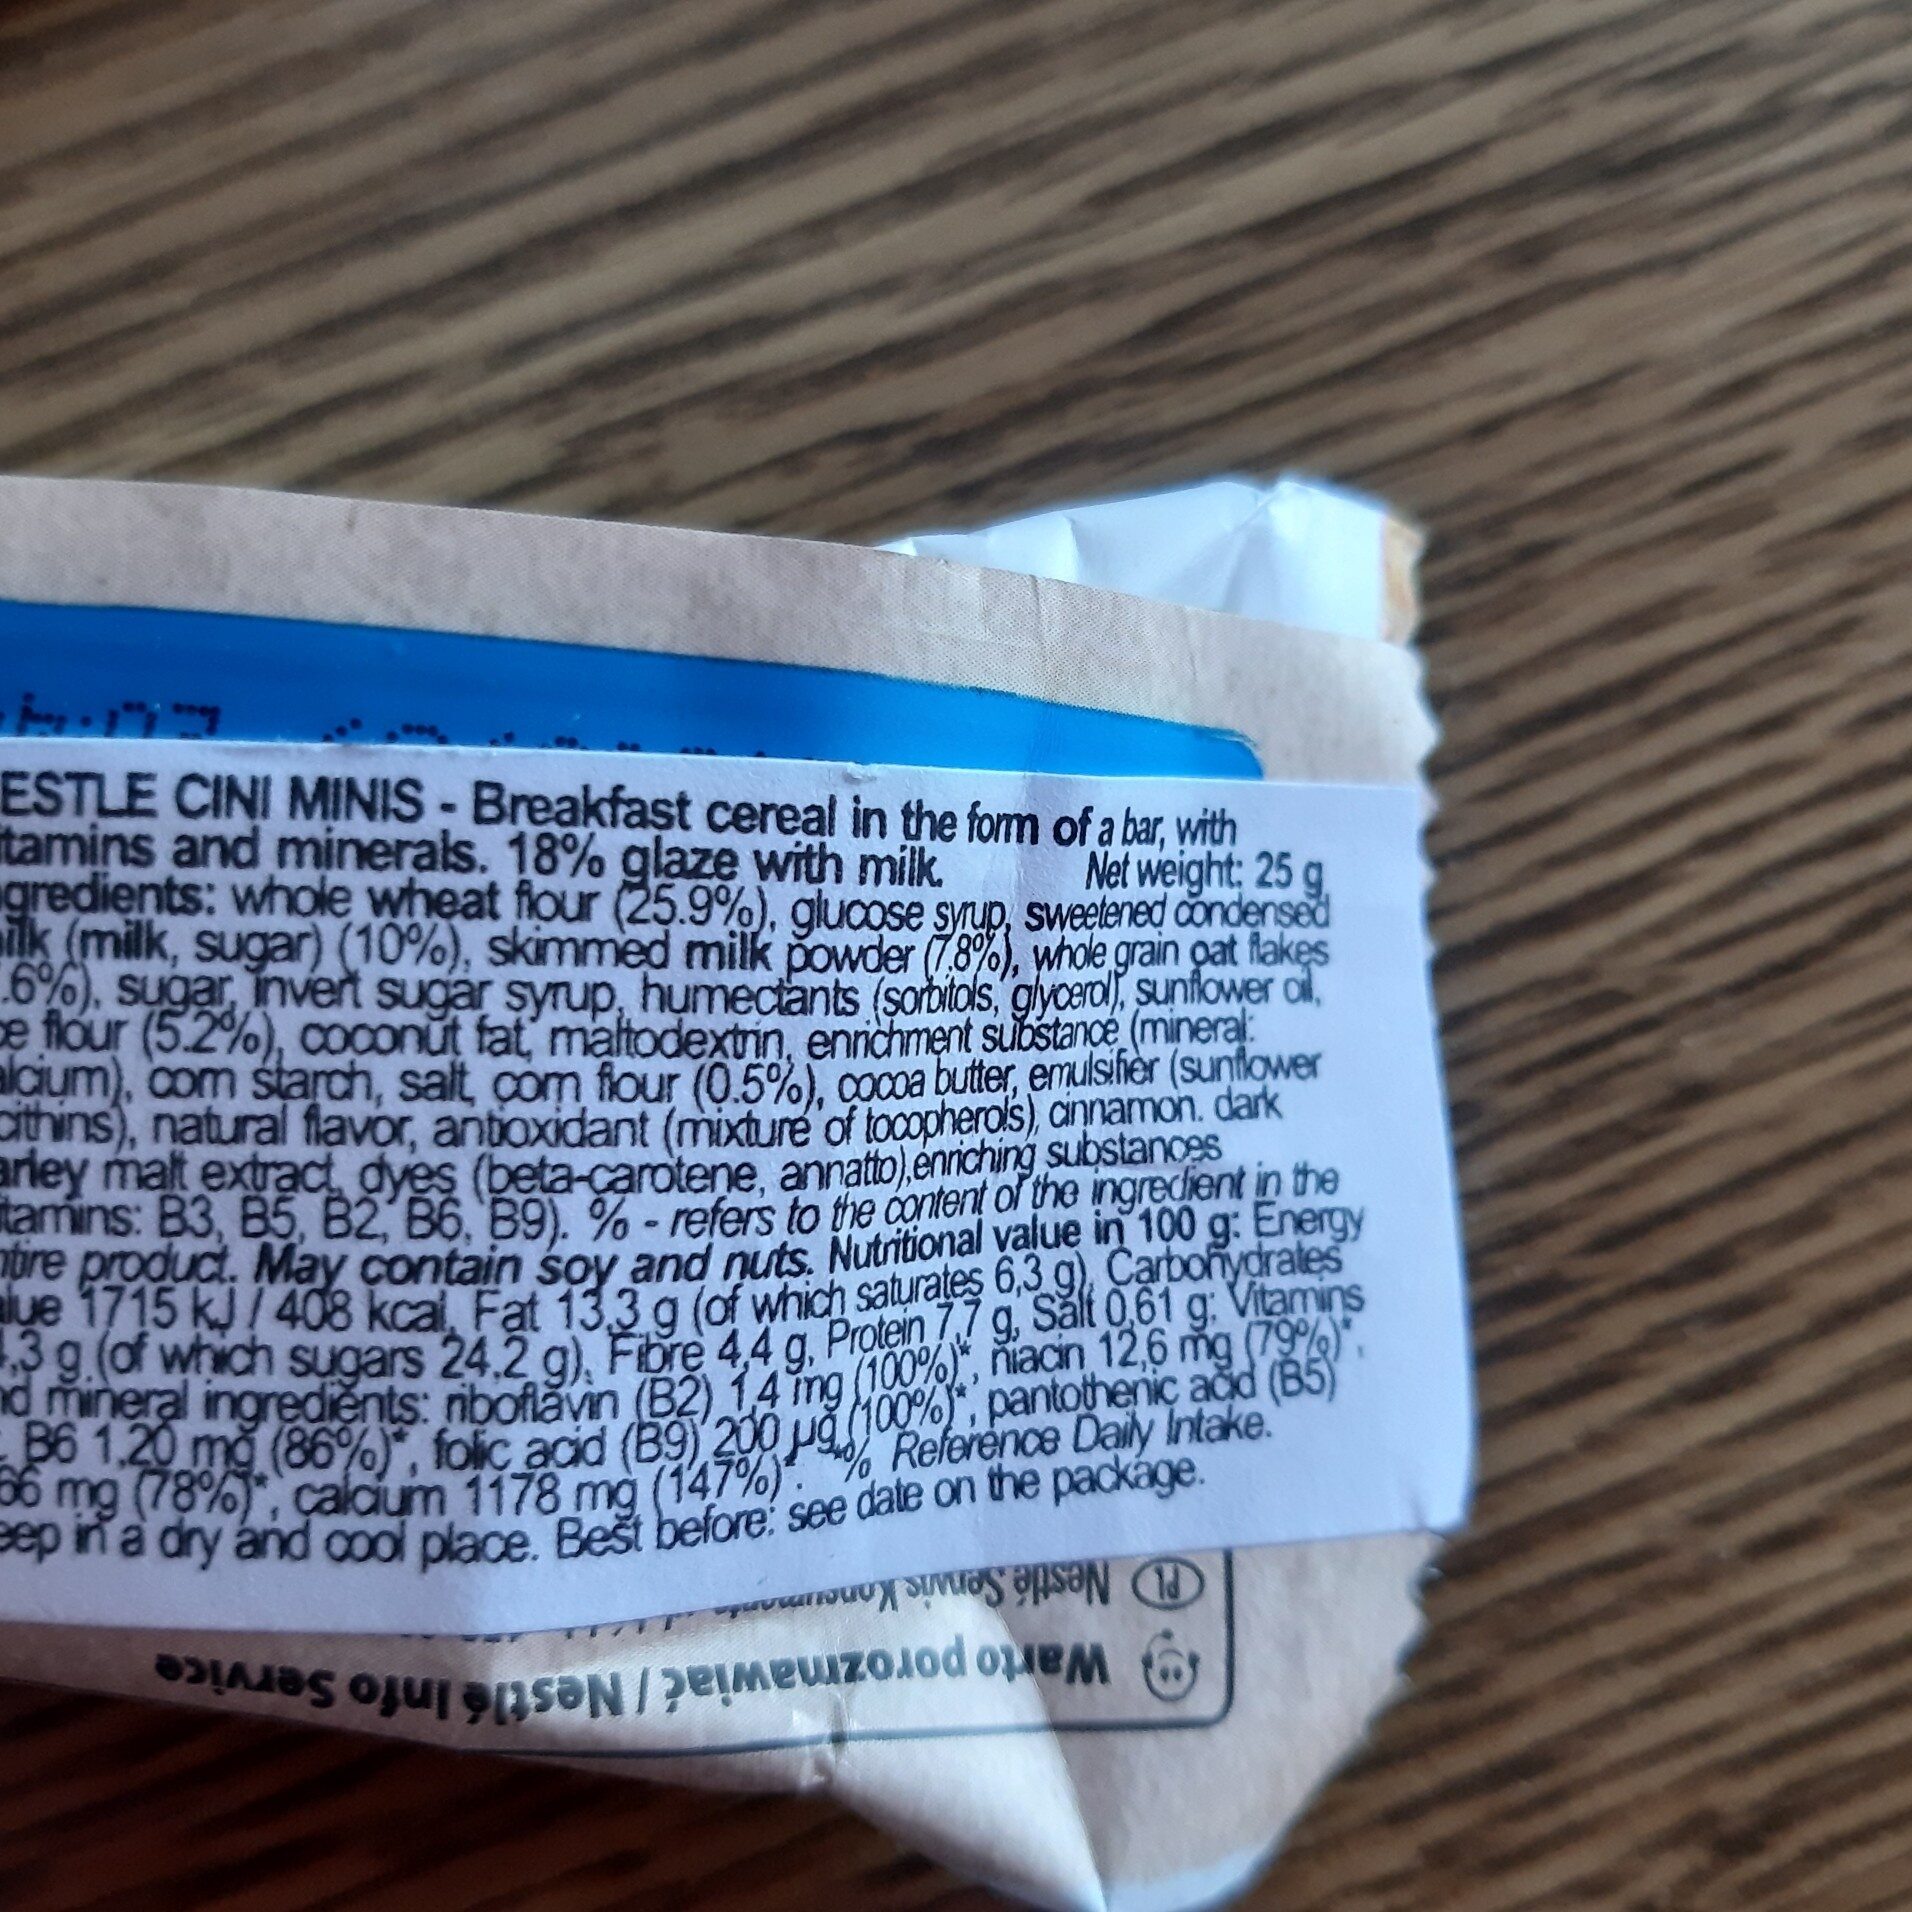 ESTLE CINI MINIS - Breakfast cereal in the form of a bar, with
tamins and minerals. 18% glaze with milk. Net weight: 25 g
gredients: whole wheat flour (25.9%), glucose syrup, sweetened condensed
ilk (milk, sugar) (10%), skimmed milk powder (7.8%), whole grain oat flakes
.6%), sugar, invert sugar syrup, humectants (sorbitols, glycerol), sunflower oil,
ce flour (5.2%), coconut fat, maltodextrin, enrichment substance (mineral:
alcium), corn starch, salt, corn flour (0.5%), cocoa butter, emulsifier (sunflower
cithins), natural flavor, antioxidant (mixture of tocopherols), cinnamon. dark
arley malt extract, dyes (beta-carotene, annatto),enriching substances
itamins: B3, B5, B2, B6, B9). % - refers to the content of the ingredient in the
ntire product. May contain soy and nuts. Nutritional value in 100 g: Energy
alue 1715 kJ / 408 kcal, Fat 13,3 g (of which saturates 6,3 g), Carbohydrates
,3 g (of which sugars 24,2 g), Fibre 4,4 g, Protein 7,7 g, Salt 0,61 g; Vitamins
nd mineral ingredients: riboflavin (B2) 1,4 mg (100%)*, niacin 12,6 mg (79%)*,
B6 1.20 mg (86%)*, folic acid (B9) 200 µg (100%)*, pantothenic acid (B5)
66 mg (78%)*, calcium 1178 mg (147%)*. *% Reference Daily Intake.
eep in a dry and cool place. Best before: see date on the package.
PL Nestlé Serwis
Warto porozmawiać / Nestlé Info Service